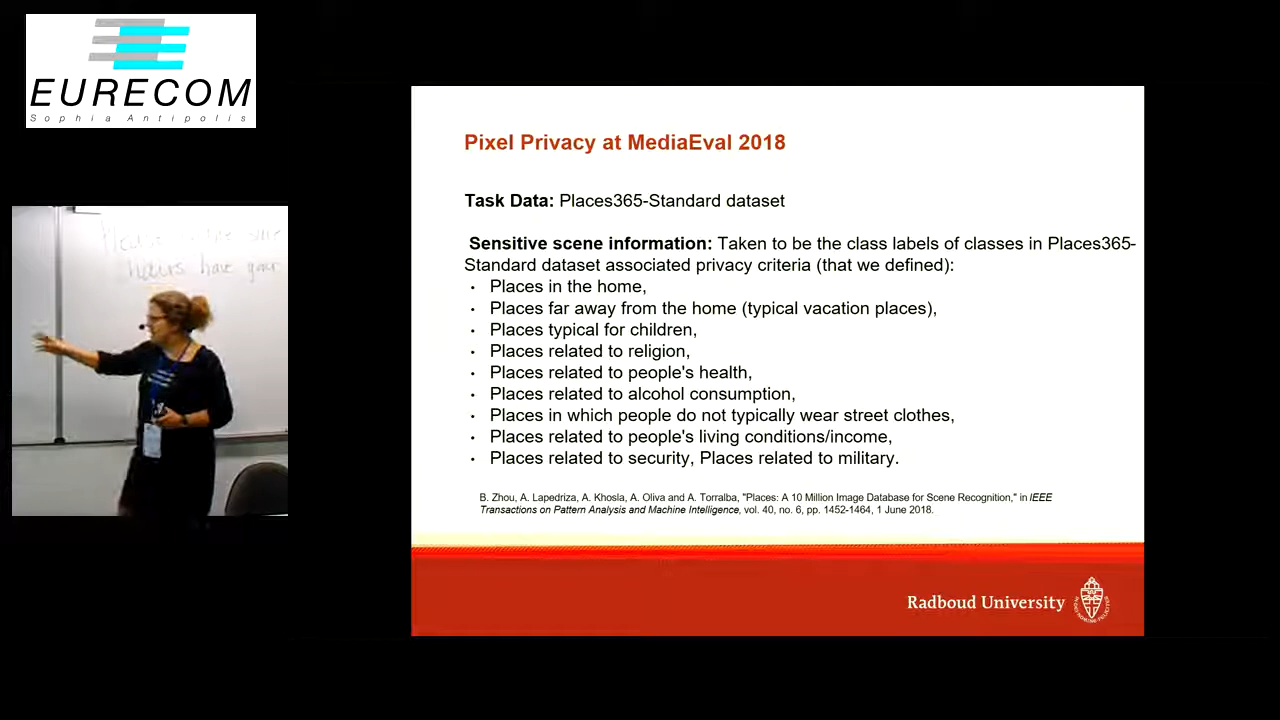 EURECOM
Sophia Antipolis
Please
hours have your
Pixel Privacy at MediaEval 2018
Task Data: Places365-Standard dataset
Sensitive scene information: Taken to be the class labels of classes in Places365-
Standard dataset associated privacy criteria (that we defined):
• Places in the home,
• Places far away from the home (typical vacation places),
• Places typical for children,
• Places related to religion,
• Places related to people's health,
• Places related to alcohol consumption,
• Places in which people do not typically wear street clothes,
• Places related to people's living conditions/income,
• Places related to security, Places related to military.
B. Zhou, A. Lapedriza, A. Khosla, A. Oliva and A. Torralba, "Places: A 10 Million Image Database for Scene Recognition," in IEEE
Transactions on Pattern Analysis and Machine Intelligence, vol. 40, no. 6, pp. 1452-1464, 1 June 2018.
Radboud University